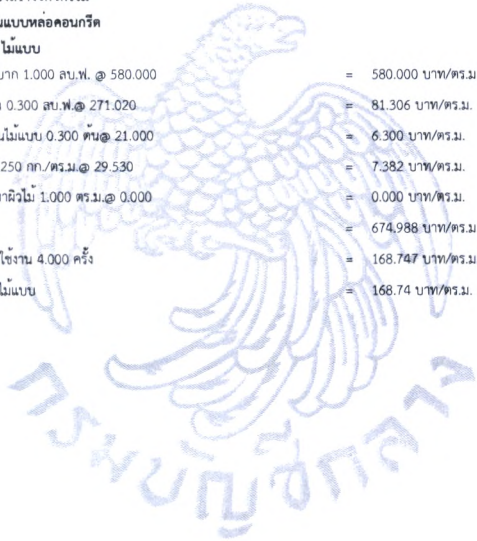 นแบบหล่อคอนกรีต
ไม้แบบ
บาก 1.000 ลบ.ฟ. @ 580.000 = 580.000 บาท/ตร.ม
0.300 ลบ.ฟ.@ 271.020 = 81.306 บาท/ตร.ม.
นไม้แบบ 0.300 ต้น@ 21.000 = 6.300 บาท/ตร.ม.
250 กก./ตร.ม.@ 29.530 = 7.382 บาท/ตร.ม.
าผิวไม้ 1.000 ตร.ม.@ 0.000 = 0.000 บาท/ตร.ม.
= 674.988 บาท/ตร.ม
ใช้งาน 4.000 ครั้ง = 168.747 บาท/ตร.ม
ไม้แบบ = 168.74 บาท/ตร.ม.
กรมบัญชีกลาง